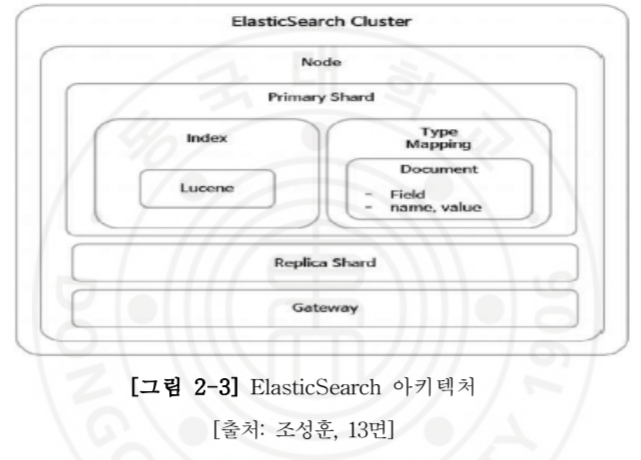 ElasticSearch Cluster
Node
Primary Shard
Index
Lucene
Type
Mapping
Document
- Field
- name, value
Replica Shard
Gateway
[그림 2-3] ElasticSearch 아키텍처
[출처: 조성훈, 13면]